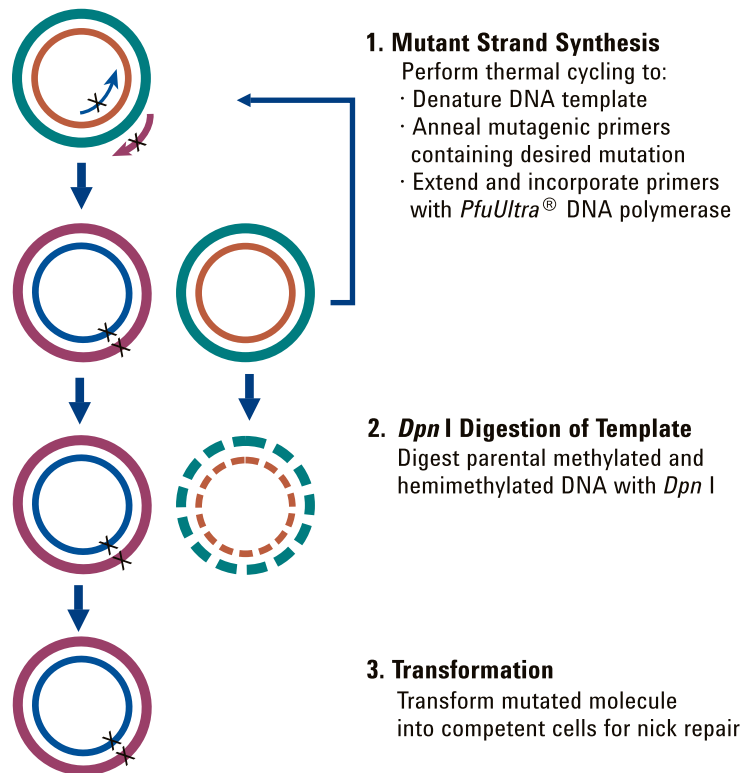 1. Mutant Strand Synthesis
Perform thermal cycling to:
· Denature DNA template
· Anneal mutagenic primers
containing desired mutation
· Extend and incorporate primers
with PfuUltra® DNA polymerase
2. Dpn I Digestion of Template
Digest parental methylated and
hemimethylated DNA with Dpn I
3. Transformation
Transform mutated molecule
into competent cells for nick repair